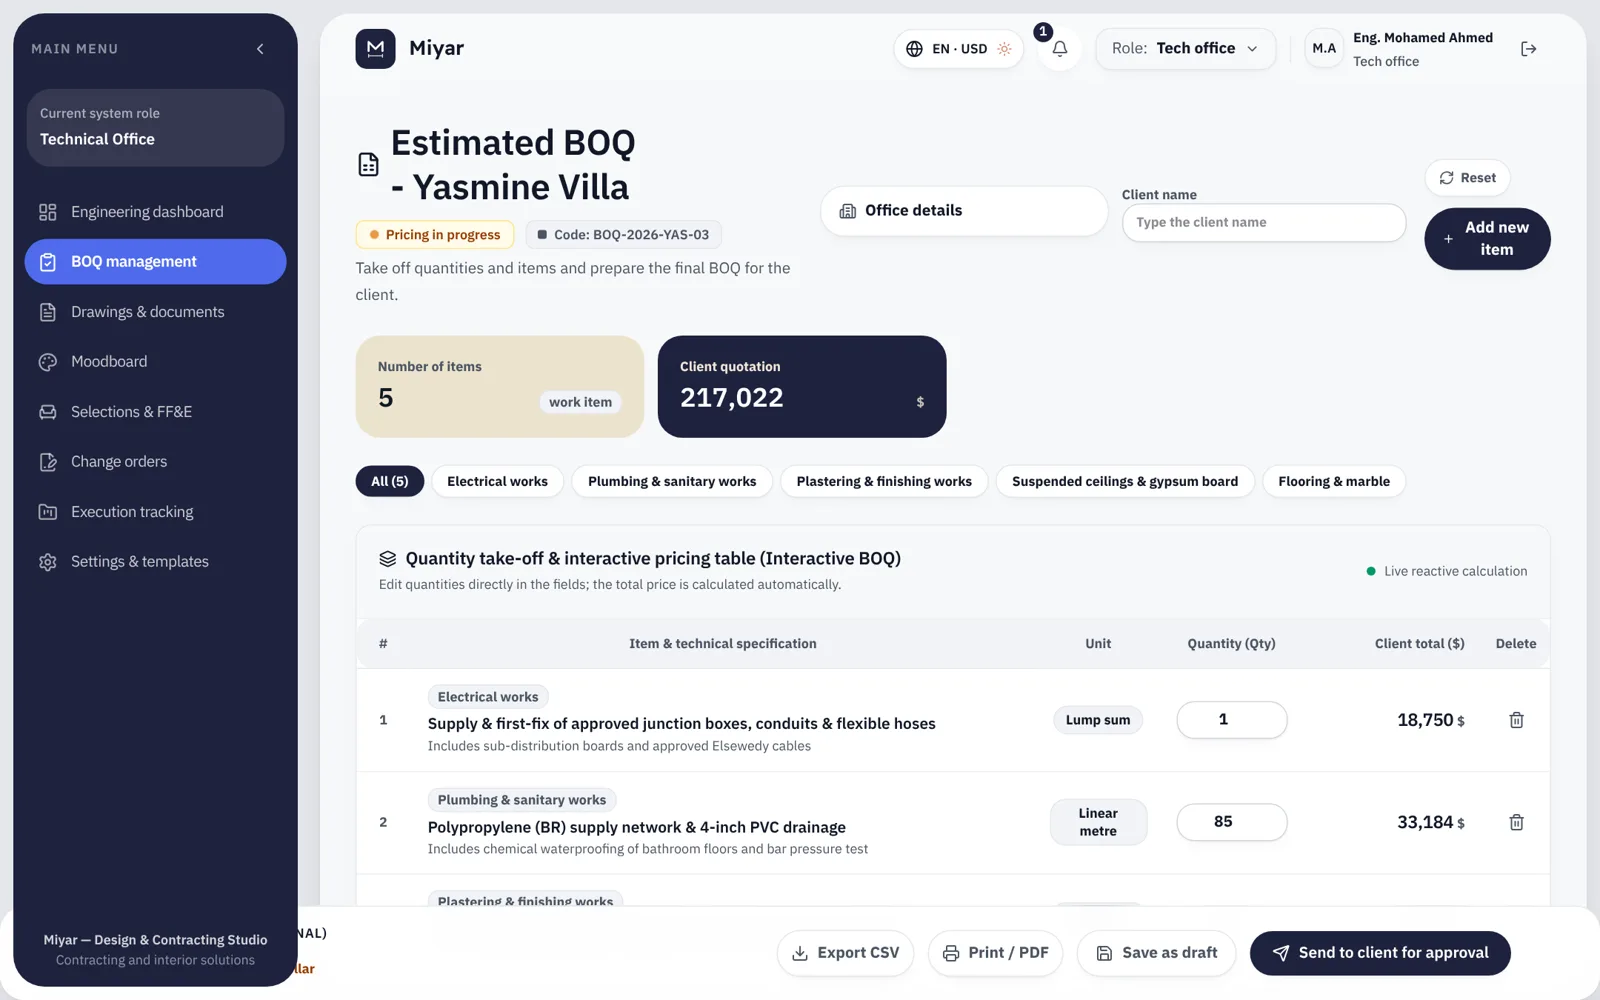 MAIN MENU
Current system role
Technical Office
Engineering dashboard
BOQ management
Drawings & documents
Moodboard
Selections & FF&E
Change orders
Execution tracking
Settings & templates
Miyar — Design & Contracting Studio
Contracting and interior solutions
Miyar
EN · USD
1
Role: Tech office
M.A
Eng. Mohamed Ahmed
Tech office
Estimated BOQ
- Yasmine Villa
Pricing in progress
Code: BOQ-2026-YAS-03
Take off quantities and items and prepare the final BOQ for the
client.
Office details
Client name
Type the client name
Reset
+ Add new
item
Number of items
5
work item
Client quotation
217,022
$
All (5)
Electrical works
Plumbing & sanitary works
Plastering & finishing works
Suspended ceilings & gypsum board
Flooring & marble
Quantity take-off & interactive pricing table (Interactive BOQ)
Edit quantities directly in the fields; the total price is calculated automatically.
Live reactive calculation
# Item & technical specification Unit Quantity (Qty) Client total ($) Delete
Electrical works
1 Supply & first-fix of approved junction boxes, conduits & flexible hoses Lump sum 1 18,750 $
Includes sub-distribution boards and approved Elsewedy cables
Plumbing & sanitary works
2 Polypropylene (BR) supply network & 4-inch PVC drainage Linear metre 85 33,184 $
Includes chemical waterproofing of bathroom floors and bar pressure test
Plastering & finishing works
NAL)
llar
Export CSV
Print / PDF
Save as draft
Send to client for approval